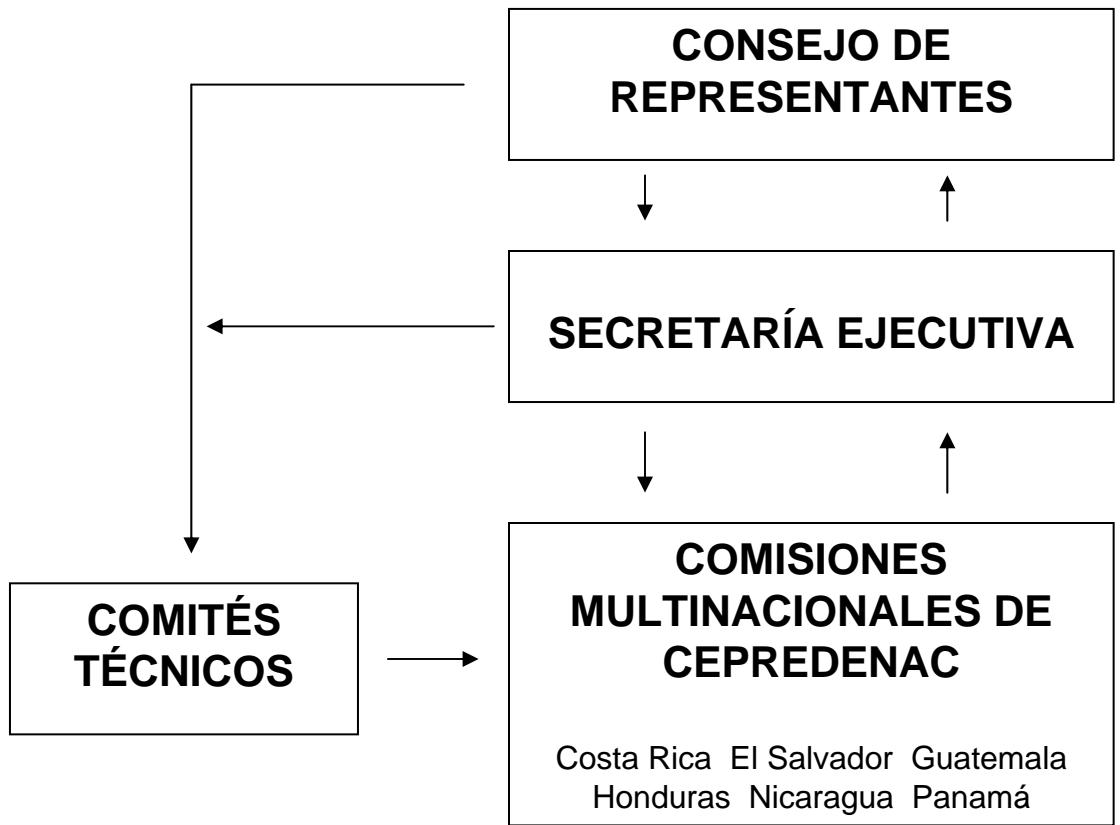 CONSEJO DE
REPRESENTANTES
SECRETARÍA EJECUTIVA
COMITÉS
TÉCNICOS
COMISIONES
MULTINACIONALES DE
CEPREDENAC
Costa Rica El Salvador Guatemala
Honduras Nicaragua Panamá